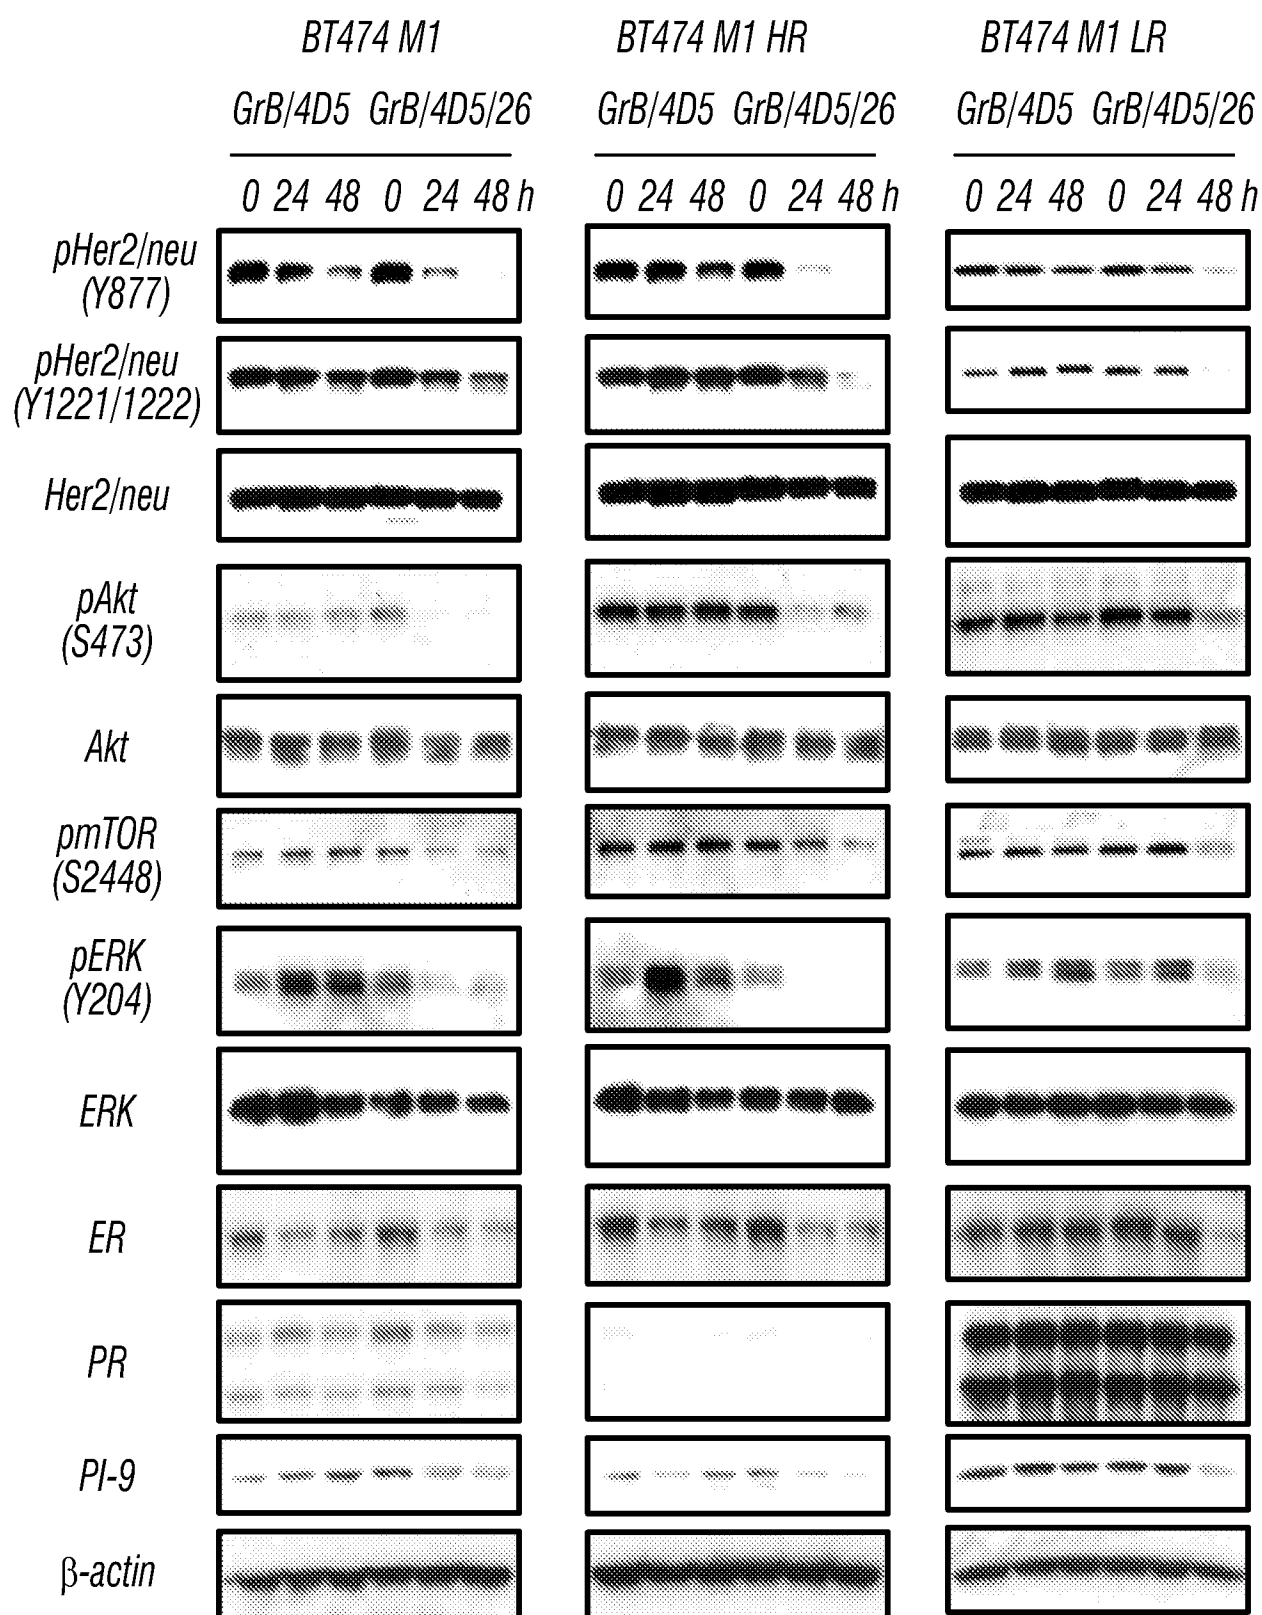 BT474 M1 BT474 M1 HR BT474 M1 LR
GrB/4D5 GrB/4D5/26 GrB/4D5 GrB/4D5/26 GrB/4D5 GrB/4D5/26
0 24 48 0 24 48 h 0 24 48 0 24 48 h 0 24 48 0 24 48 h
pHer2/neu
(Y877)
pHer2/neu
(Y1221/1222)
Her2/neu
pAkt
(S473)
Akt
pmTOR
(S2448)
pERK
(Y204)
ERK
ER
PR
PI-9
β-actin